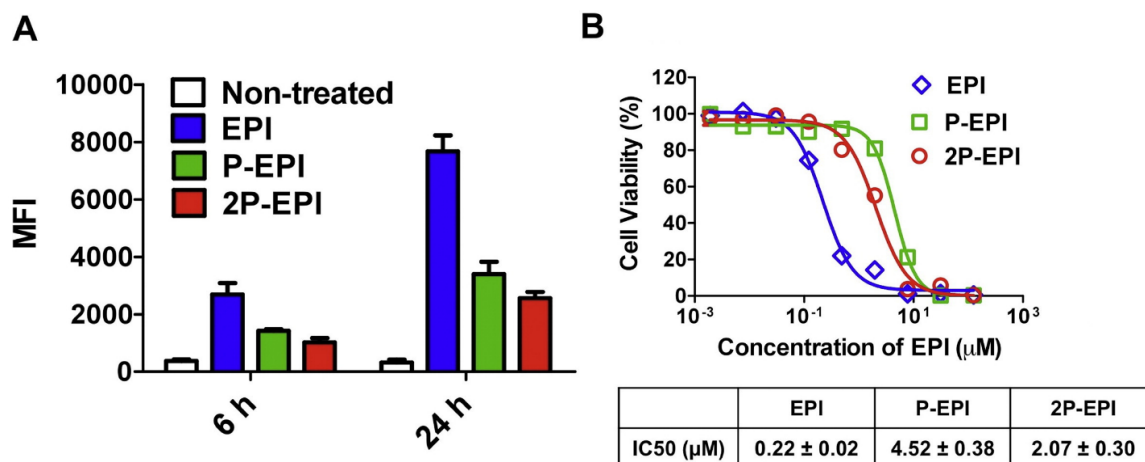 A
MFI
10000
8000
6000
4000
2000
0
Non-treated
EPI
P-EPI
2P-EPI
6 h
24 h
B
Cell Viability (%)
120
100
80
60
40
20
0
EPI
P-EPI
2P-EPI
10⁻³ 10⁻¹ 10¹ 10³
Concentration of EPI (μM)
EPI P-EPI 2P-EPI
IC50 (μM) 0.22 ± 0.02 4.52 ± 0.38 2.07 ± 0.30